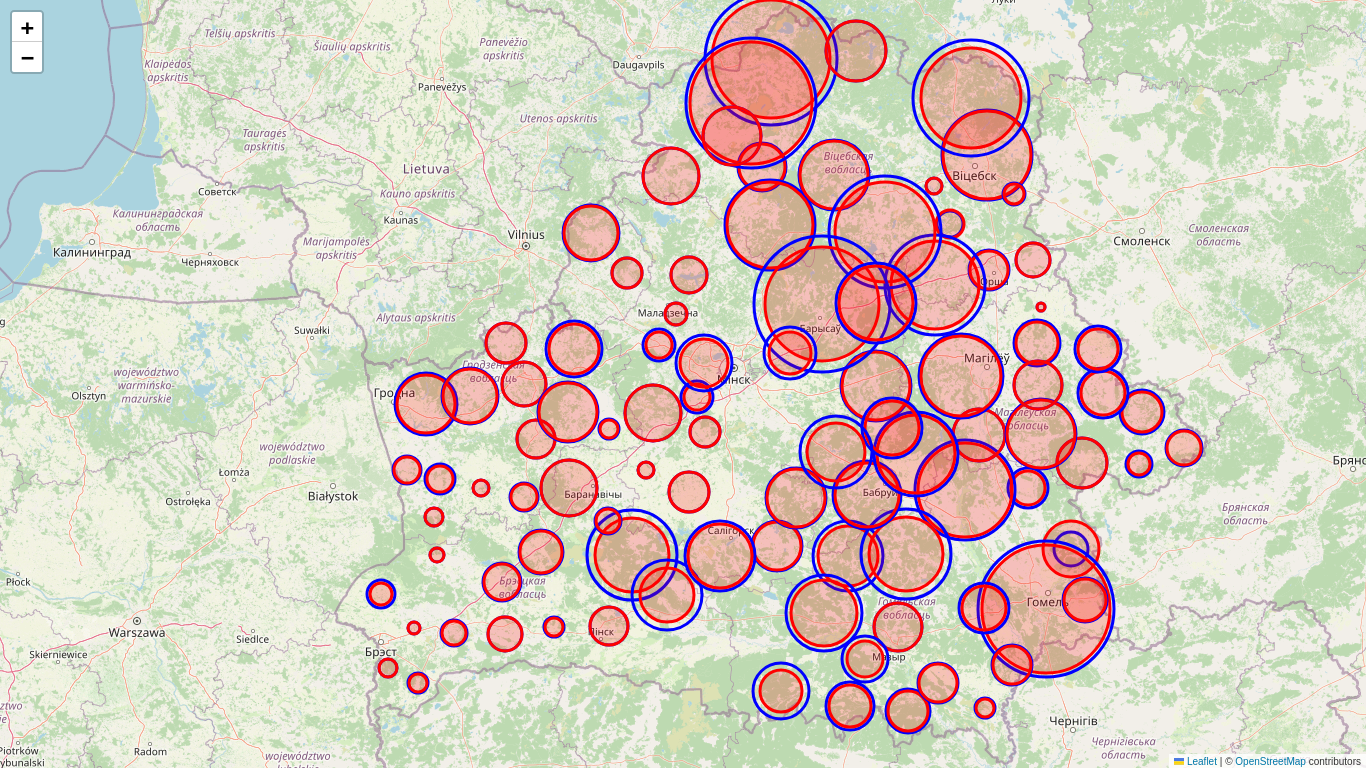 +
−
Луки
Telšių apskritis
Šiaulių apskritis
Panevėžio
apskritis
Klaipėdos
apskritis
Daugavpils
Panevėžys
Utenos apskritis
Tauragės
apskritis
Lietuva
Віцебская
вобласць
Віцебск
Советск
Kauno apskritis
Калининградская
область
Kaunas
Vilnius
Marijampolės
apskritis
Калининград
Черняховск
Смоленск
Смоленская
область
Орша
Alytaus apskritis
Маладзечна
Suwałki
Барысаў
Магілёў
Мінск
Гродзенская
вобласць
Гродна
województwo
warmińsko-
mazurskie
Olsztyn
Магілёўская
вобласць
województwo
podlaskie
Łomża
Białystok
Ostrołęka
Баранавічы
Бабруйск
Брянск
Брянская
область
Салігорск
Брэсцкая
вобласць
Płock
Гомель
Гомельская
вобласць
Warszawa
Siedlce
Skierniewice
Брэст
Пінск
Мазыр
Чернігів
Чернігівська
область
Radom
Piotrków
Trybunalski
województwo
Leaflet | © OpenStreetMap contributors